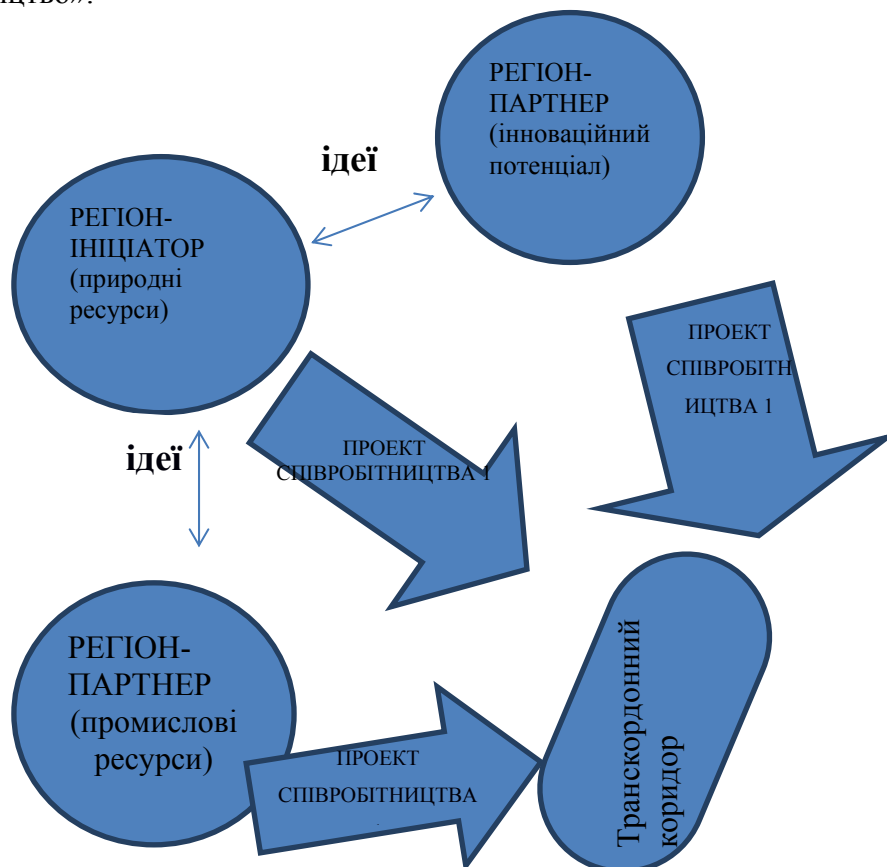 РЕГІОН-
ПАРТНЕР
(інноваційний
потенціал)
ідеї
РЕГІОН-
ІНІЦІАТОР
(природні
ресурси)
ПРОЕКТ
СПІВРОБІТН
ИЦТВА 1
ідеї
ПРОЕКТ
СПІВРОБІТНИЦТВА 1
РЕГІОН-
ПАРТНЕР
(промислові
ресурси)
ПРОЕКТ
СПІВРОБІТНИЦТВА
Транскордонний
коридор